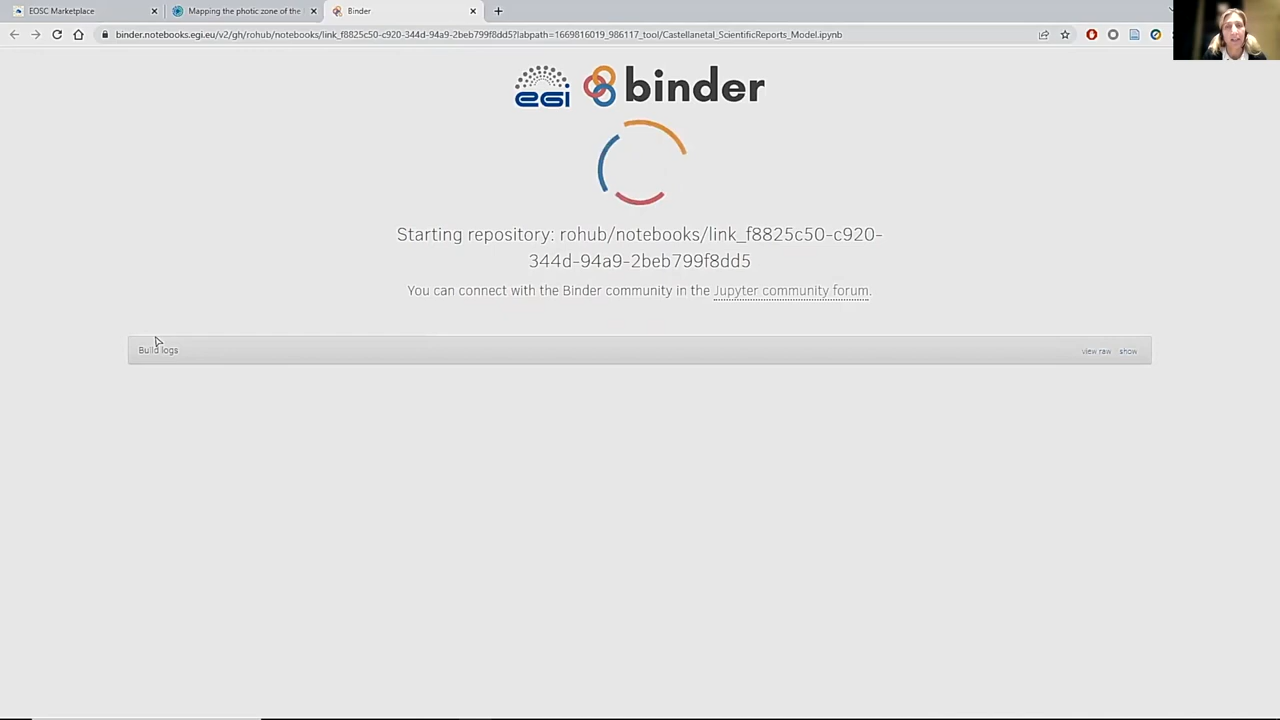 EOSC Marketplace
Mapping the photic zone of the
Binder
binder.notebooks.egi.eu/v2/gh/rohub/notebooks/link_f8825c50-c920-344d-94a9-2beb799f8dd5?labpath=1669816019_986117_tool/Castellanetal_ScientificReports_Model.ipynb
egi binder
Starting repository: rohub/notebooks/link_f8825c50-c920-
344d-94a9-2beb799f8dd5
You can connect with the Binder community in the Jupyter community forum.
Build logs
view raw show